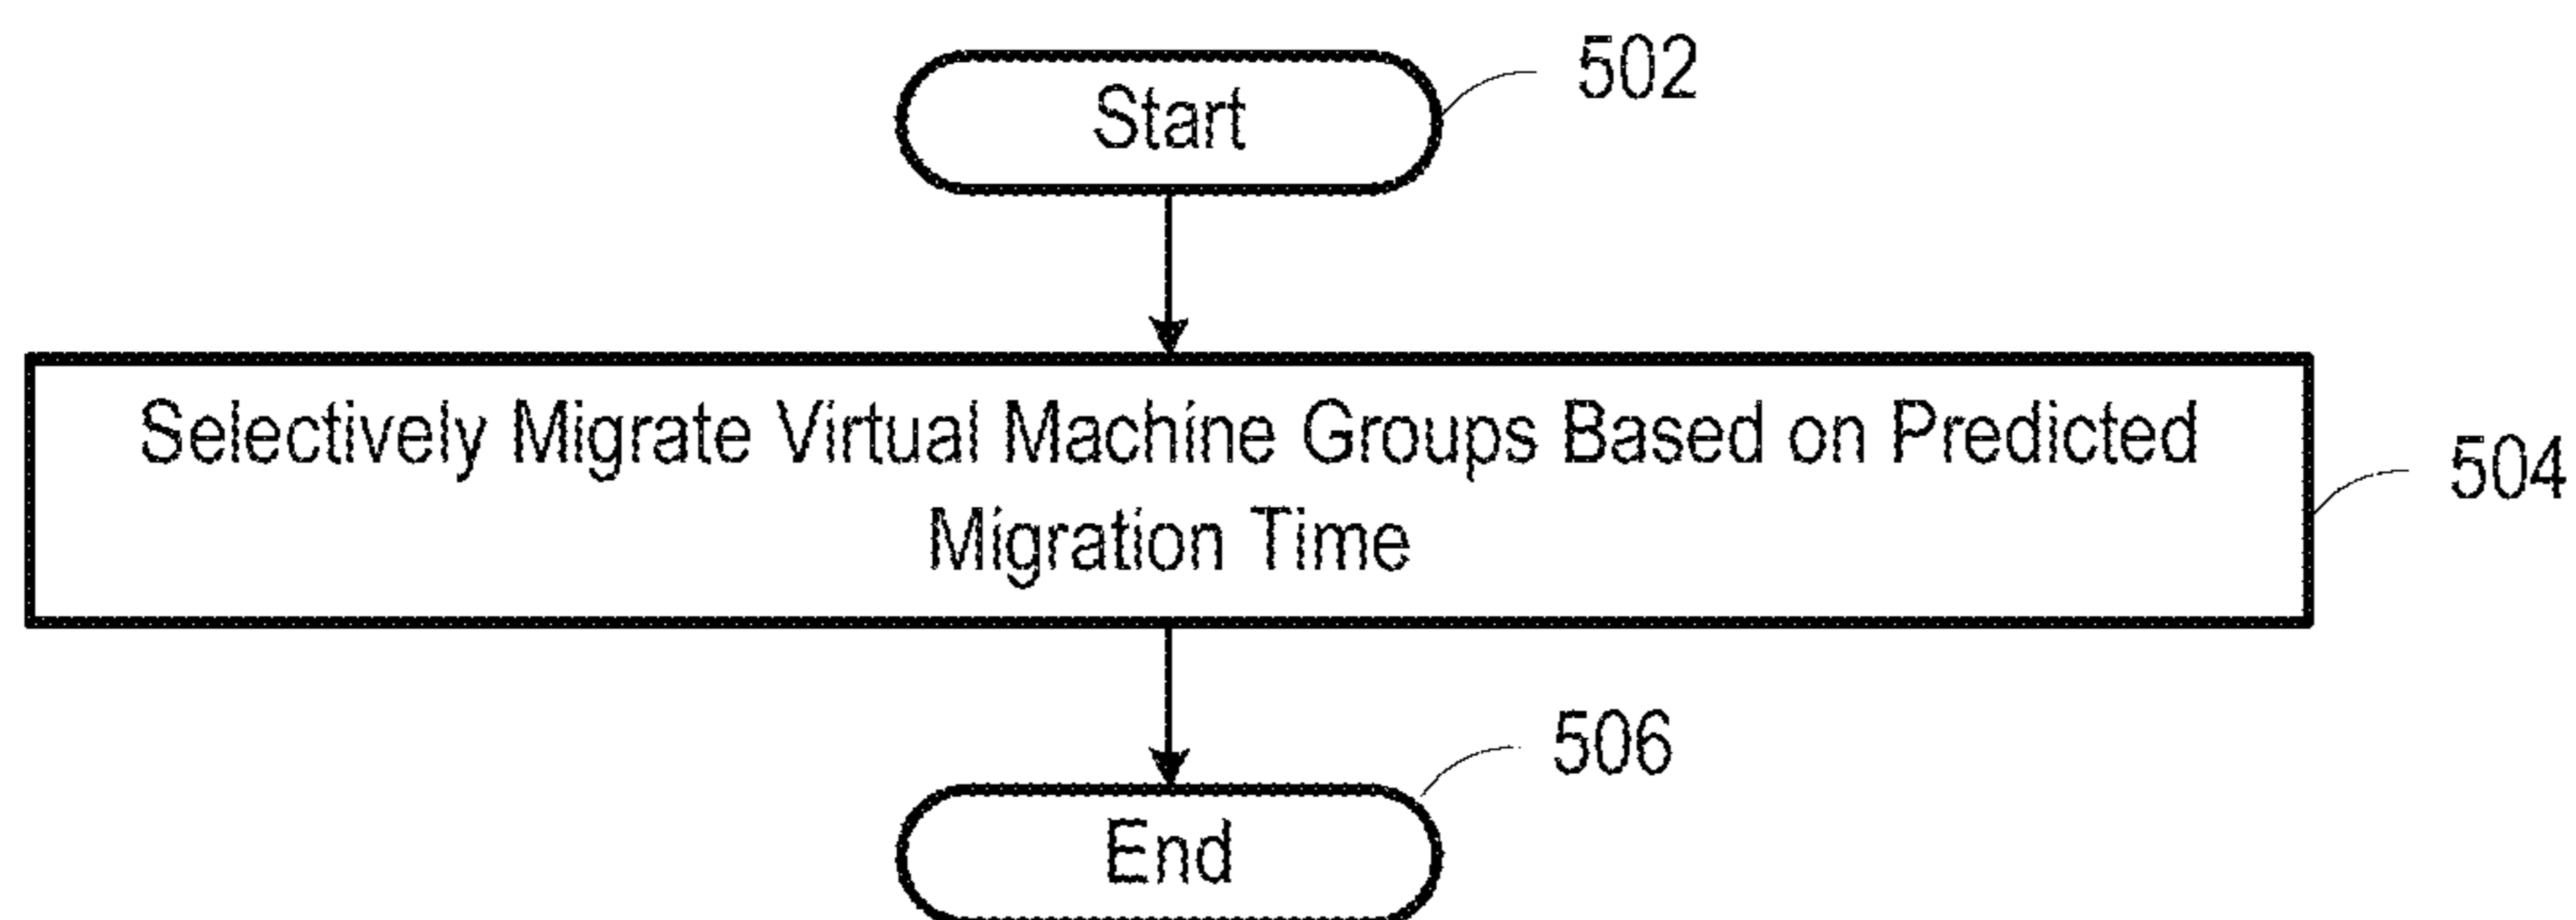 Start
502
Selectively Migrate Virtual Machine Groups Based on Predicted
Migration Time
504
506
End